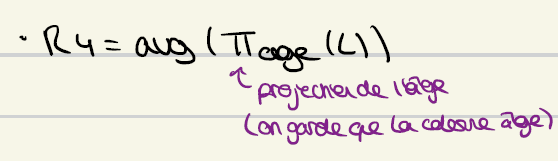 • R4 = avg (πage (L))
↑ projection de l'âge
(on garde que la colonne âge)